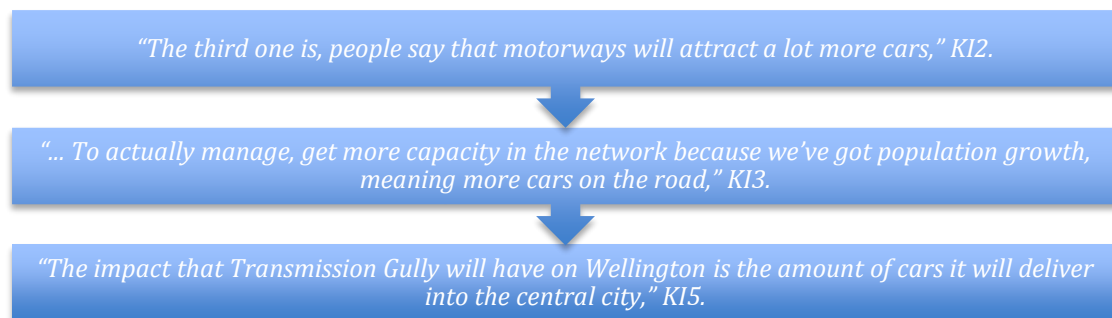 “The third one is, people say that motorways will attract a lot more cars,” KI2.
“... To actually manage, get more capacity in the network because we’ve got population growth,
meaning more cars on the road,” KI3.
“The impact that Transmission Gully will have on Wellington is the amount of cars it will deliver
into the central city,” KI5.